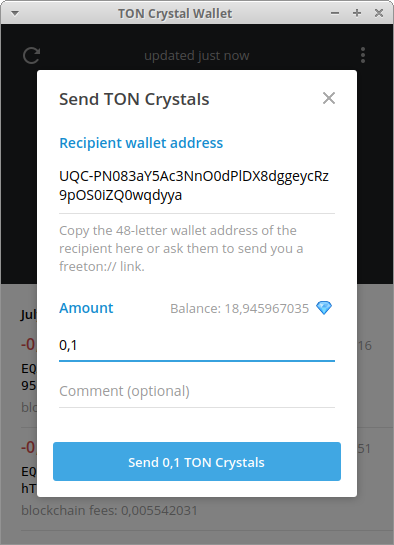 TON Crystal Wallet
updated just now
Send TON Crystals
Recipient wallet address
UQC-PN083aY5Ac3NnO0dPlDX8dggeycRz
9pOS0iZQ0wqdyya
Copy the 48-letter wallet address of the
recipient here or ask them to send you a
freeton:// link.
Amount
Balance: 18,945967035
0,1
Comment (optional)
Send 0,1 TON Crystals
Jul
-0,
16
EQ
95
blo
-0,
51
EQ
hT
blockchain fees: 0,005542031